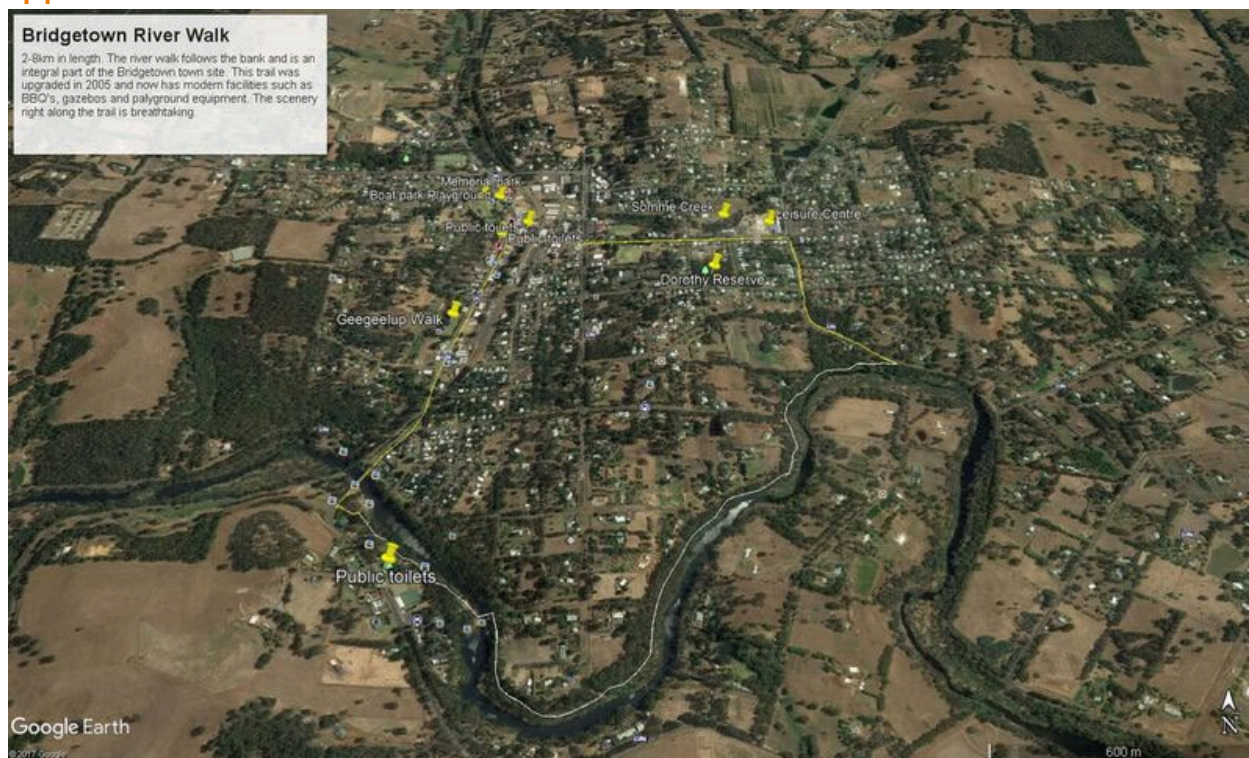 Bridgetown River Walk
2-8km in length. The river walk follows the bank and is an
integral part of the Bridgetown town site. This trail was
upgraded in 2005 and now has modern facilities such as
BBQ's, gazebos and palyground equipment. The scenery
right along the trail is breathtaking.
Memorial park
Boat park Playground
Somme Creek
Leisure Centre
Public toilets
Public toilets
Dorothy Reserve
Geegeelup Walk
Public toilets
Google Earth
© 2017 Google
N
600 m